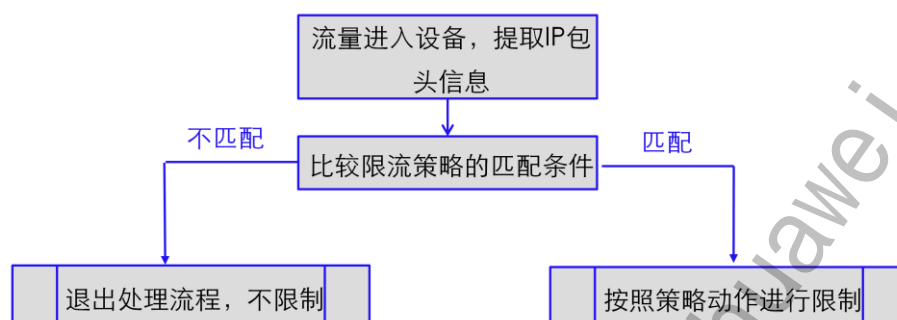 流量进入设备，提取IP包
头信息
不匹配
匹配
比较限流策略的匹配条件
退出处理流程，不限制
按照策略动作进行限制
huawei